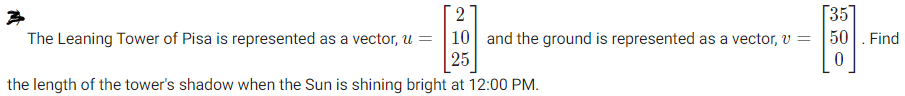 The Leaning Tower of Pisa is represented as a vector, u = [2 10 25] and the ground is represented as a vector, v = [35 50 0]. Find
the length of the tower's shadow when the Sun is shining bright at 12:00 PM.